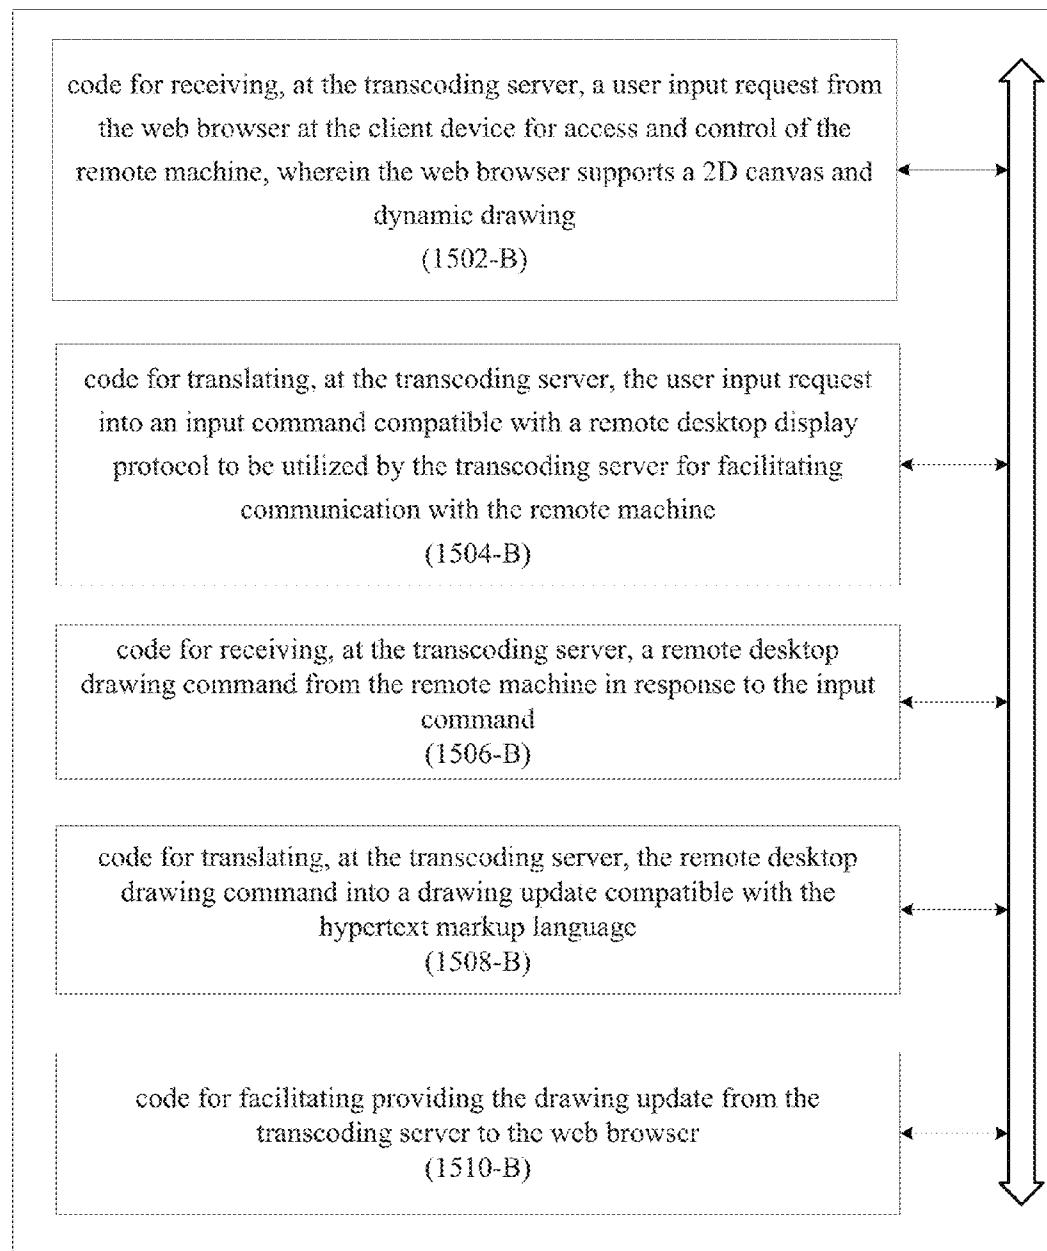 code for receiving, at the transcoding server, a user input request from
the web browser at the client device for access and control of the
remote machine, wherein the web browser supports a 2D canvas and
dynamic drawing
(1502-B)
code for translating, at the transcoding server, the user input request
into an input command compatible with a remote desktop display
protocol to be utilized by the transcoding server for facilitating
communication with the remote machine
(1504-B)
code for receiving, at the transcoding server, a remote desktop
drawing command from the remote machine in response to the input
command
(1506-B)
code for translating, at the transcoding server, the remote desktop
drawing command into a drawing update compatible with the
hypertext markup language
(1508-B)
code for facilitating providing the drawing update from the
transcoding server to the web browser
(1510-B)